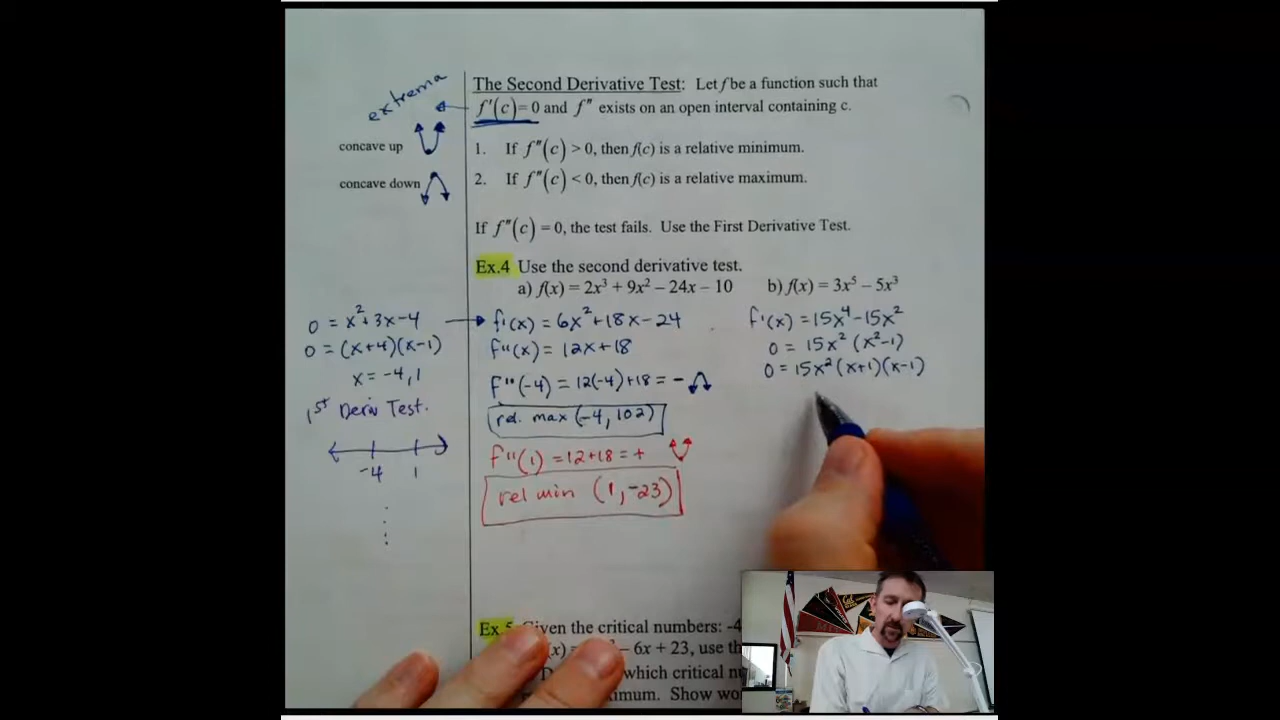 extrema
The Second Derivative Test: Let f be a function such that
f'(c) = 0 and f" exists on an open interval containing c.
concave up
1. If f"(c) > 0, then f(c) is a relative minimum.
concave down
2. If f"(c) < 0, then f(c) is a relative maximum.
If f"(c) = 0, the test fails. Use the First Derivative Test.
Ex.4 Use the second derivative test.
a) f(x) = 2x³ + 9x² – 24x – 10
f'(x) = 6x²+18x-24
0 = x²+3x-4
0 = (x+4)(x-1)
x = -4, 1
1st Deriv Test.
-4 1
f"(x) = 12x+18
f"(-4) = 12(-4)+18 = -
rel. max (-4, 102)
f"(1) = 12+18 = +
rel min (1, -23)
b) f(x) = 3x⁵ – 5x³
f'(x) = 15x⁴-15x²
0 = 15x² (x²-1)
0 = 15x² (x+1)(x-1)
Ex.5 Given the critical numbers: -4
– 6x + 23, use th
which critical nu
imum. Show wo